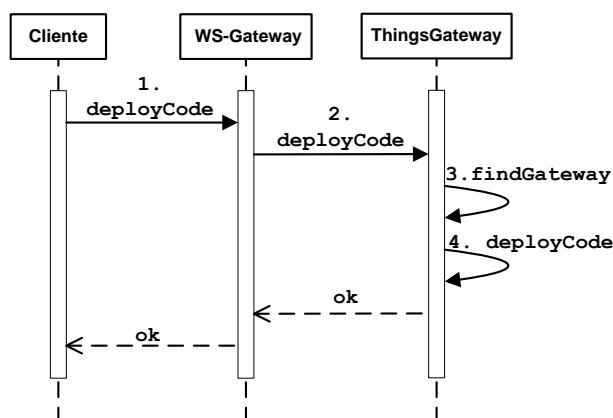 Cliente
WS-Gateway
ThingsGateway
1.
deployCode
2.
deployCode
3.findGateway
4. deployCode
ok
ok